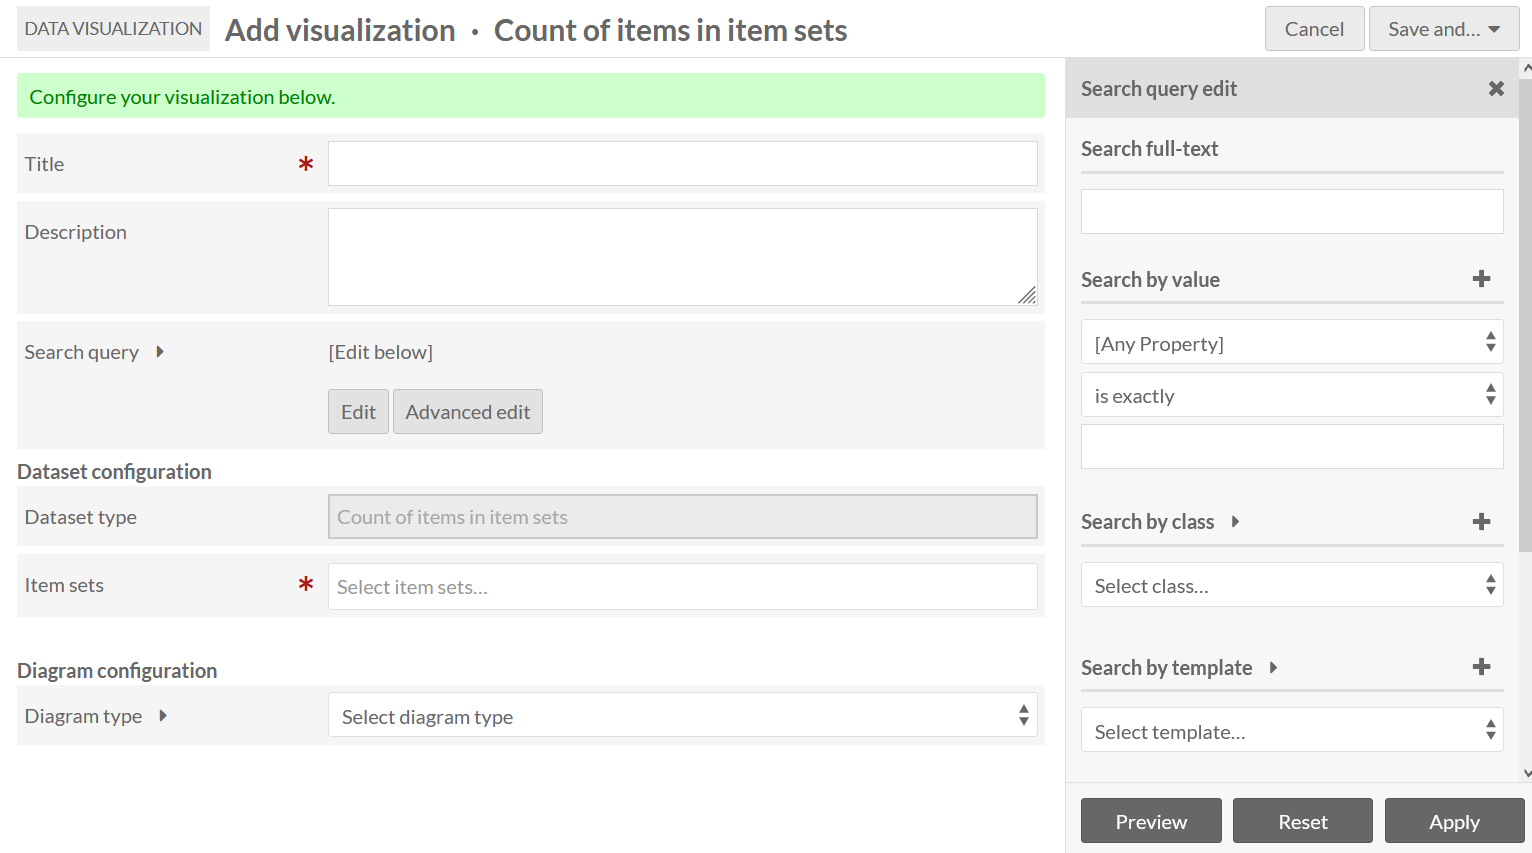 DATA VISUALIZATION Add visualization · Count of items in item sets
Cancel
Save and...
Configure your visualization below.
Title *
Description
Search query
[Edit below]
Edit
Advanced edit
Dataset configuration
Dataset type
Count of items in item sets
Item sets *
Select item sets...
Diagram configuration
Diagram type
Select diagram type
Search query edit
Search full-text
Search by value
[Any Property]
is exactly
Search by class
Select class...
Search by template
Select template...
Preview
Reset
Apply